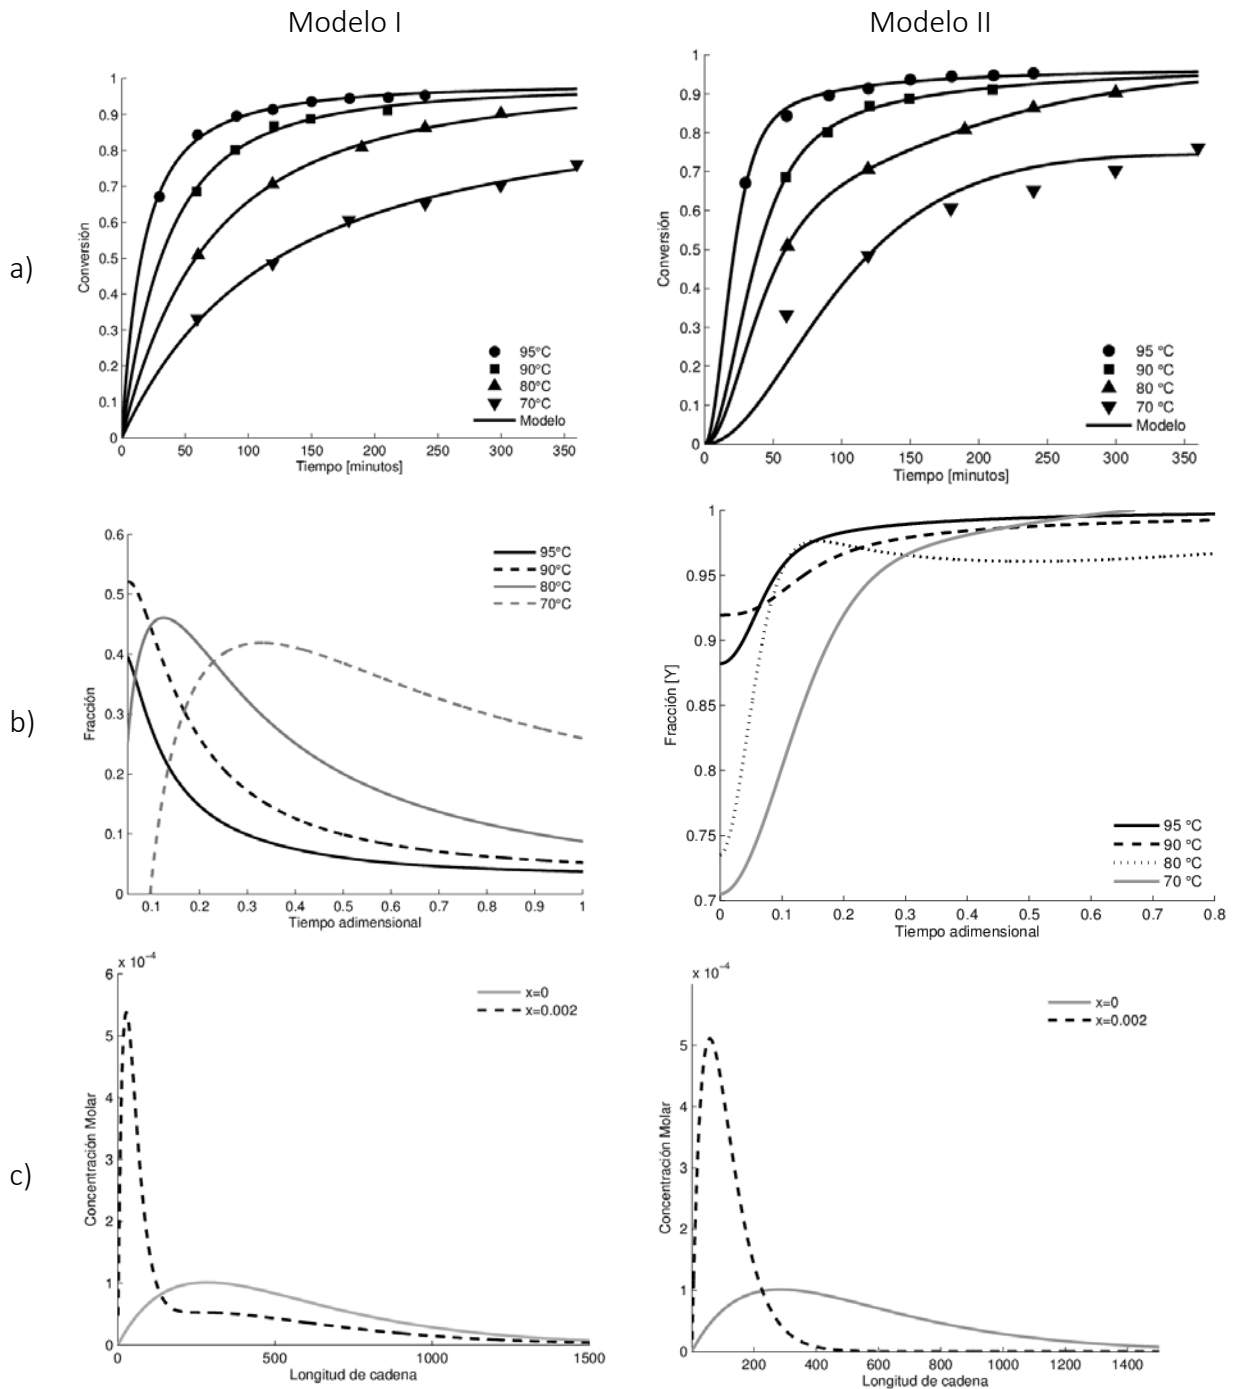 Modelo I
Modelo II
a)
Conversión
1
0.9
0.8
0.7
0.6
0.5
0.4
0.3
0.2
0.1
0
0 50 100 150 200 250 300 350
Tiempo [minutos]
95°C
90°C
80°C
70°C
Modelo
Conversión
1
0.9
0.8
0.7
0.6
0.5
0.4
0.3
0.2
0.1
0
0 50 100 150 200 250 300 350
Tiempo [minutos]
95 °C
90 °C
80 °C
70 °C
Modelo
b)
Fracción
0.6
0.5
0.4
0.3
0.2
0.1
0
0.1 0.2 0.3 0.4 0.5 0.6 0.7 0.8 0.9 1
Tiempo adimensional
95°C
90°C
80°C
70°C
Fracción [Y]
1
0.95
0.9
0.85
0.8
0.75
0.7
0 0.1 0.2 0.3 0.4 0.5 0.6 0.7 0.8
Tiempo adimensional
95 °C
90 °C
80 °C
70 °C
c)
x 10⁻⁴
Concentración Molar
6
5
4
3
2
1
0
0 500 1000 1500
Longitud de cadena
x=0
x=0.002
x 10⁻⁴
Concentración Molar
5
4
3
2
1
0
200 400 600 800 1000 1200 1400
Longitud de cadena
x=0
x=0.002